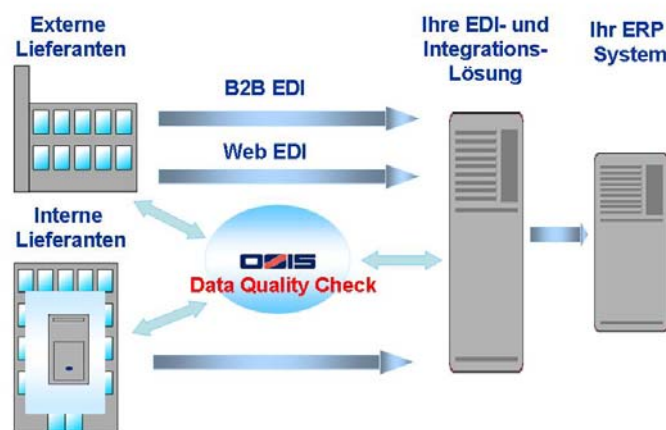 Externe
Lieferanten
Ihre EDI- und
Integrations-
Lösung
Ihr ERP
System
B2B EDI
Web EDI
Interne
Lieferanten
OSIS
Data Quality Check